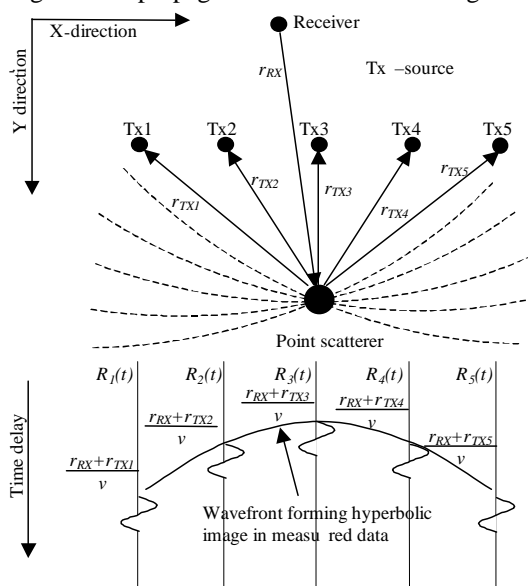 X-direction
Receiver
Y direction
r_RX
Tx –source
Tx1
Tx2
Tx3
Tx4
Tx5
r_TX1
r_TX2
r_TX3
r_TX4
r_TX5
Point scatterer
Time delay
R_1(t)
R_2(t)
R_3(t)
R_4(t)
R_5(t)
r_RX+r_TX1
v
r_RX+r_TX2
v
r_RX+r_TX3
v
r_RX+r_TX4
v
r_RX+r_TX5
v
Wavefront forming hyperbolic
image in measu red data